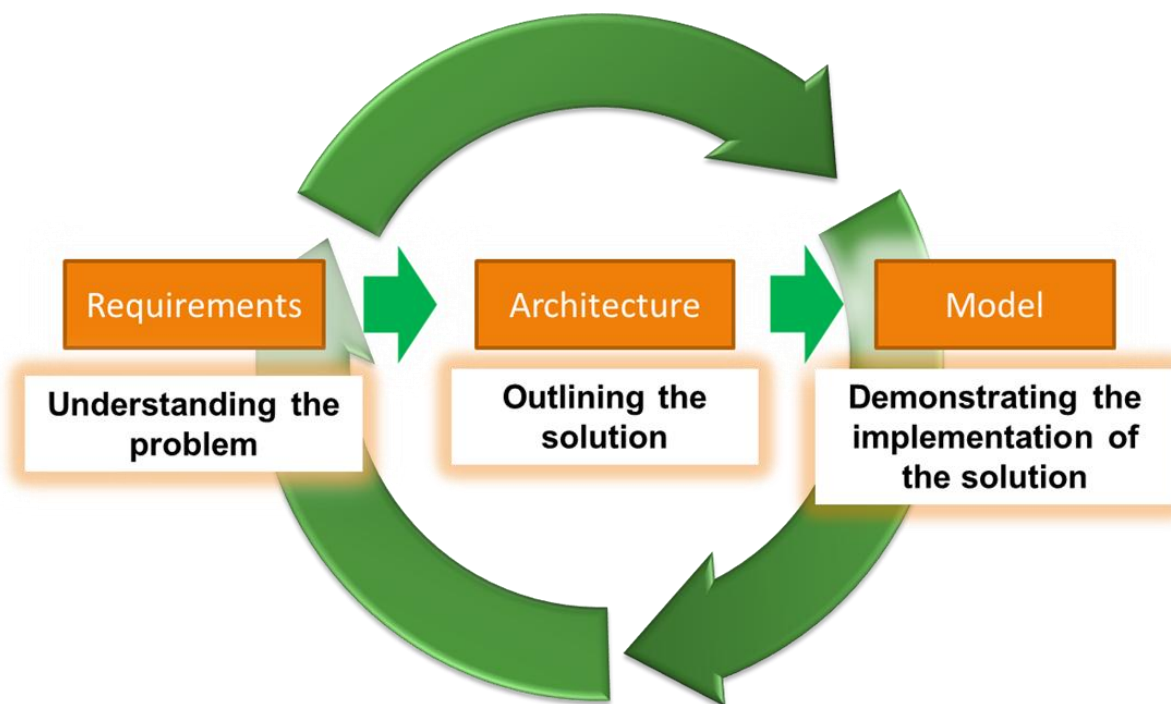 Requirements
Understanding the
problem
Architecture
Outlining the
solution
Model
Demonstrating the
implementation of
the solution